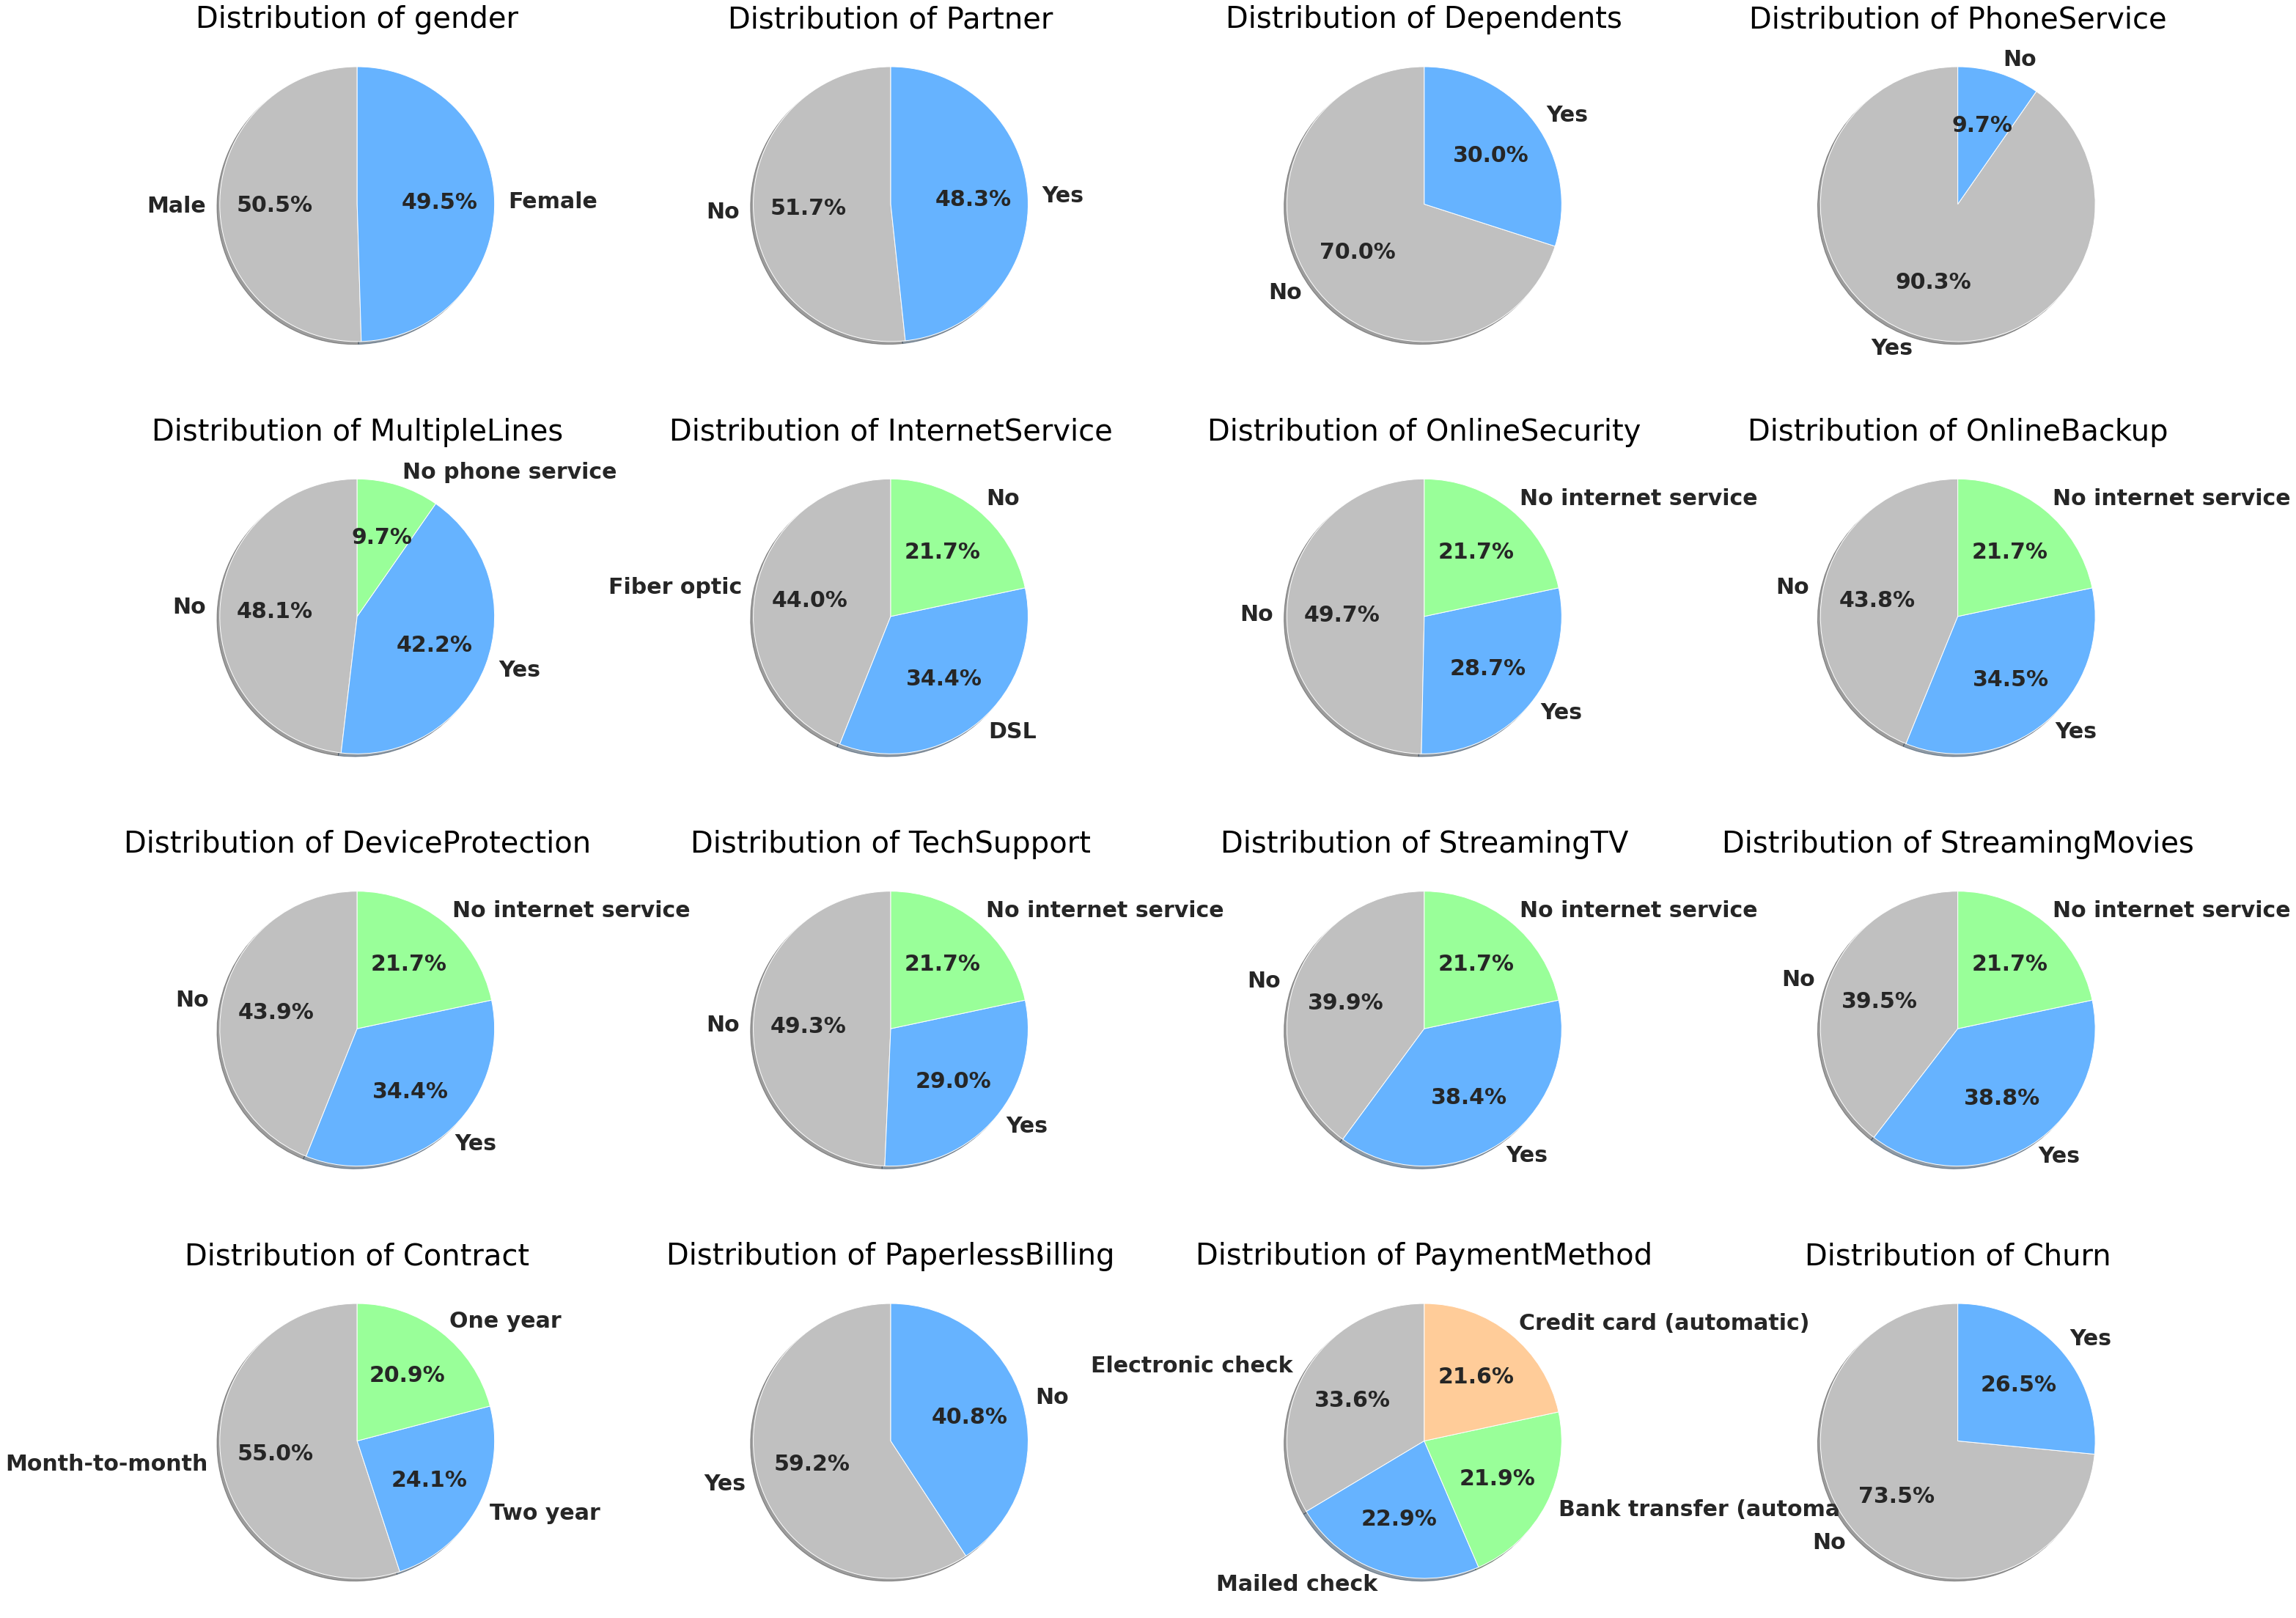 Distribution of gender
Male
50.5%
49.5%
Female
Distribution of Partner
No
51.7%
48.3%
Yes
Distribution of Dependents
Yes
30.0%
70.0%
No
Distribution of PhoneService
No
9.7%
90.3%
Yes
Distribution of MultipleLines
No phone service
9.7%
No
48.1%
42.2%
Yes
Distribution of InternetService
No
21.7%
Fiber optic
44.0%
34.4%
DSL
Distribution of OnlineSecurity
No internet service
21.7%
No
49.7%
28.7%
Yes
Distribution of OnlineBackup
No internet service
21.7%
No
43.8%
34.5%
Yes
Distribution of DeviceProtection
No internet service
21.7%
No
43.9%
34.4%
Yes
Distribution of TechSupport
No internet service
21.7%
No
49.3%
29.0%
Yes
Distribution of StreamingTV
No internet service
21.7%
No
39.9%
38.4%
Yes
Distribution of StreamingMovies
No internet service
21.7%
No
39.5%
38.8%
Yes
Distribution of Contract
One year
20.9%
Month-to-month
55.0%
24.1%
Two year
Distribution of PaperlessBilling
No
40.8%
59.2%
Yes
Distribution of PaymentMethod
Credit card (automatic)
21.6%
Electronic check
33.6%
21.9%
Bank transfer (automa
22.9%
Mailed check
Distribution of Churn
Yes
26.5%
73.5%
No